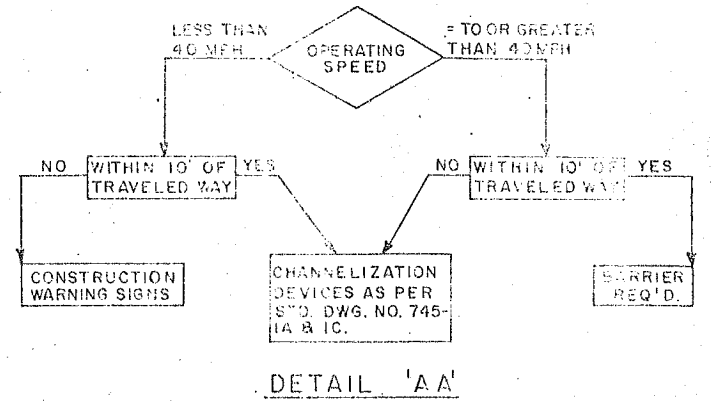 LESS THAN
40 MPH
OPERATING
SPEED
= TO OR GREATER
THAN 40 MPH
NO
WITHIN 10' OF
TRAVELED WAY
YES
NO
WITHIN 10' OF
TRAVELED WAY
YES
CONSTRUCTION
WARNING SIGNS
CHANNELIZATION
DEVICES AS PER
STD. DWG. NO. 745-
1A & 1C.
BARRIER
REQ'D.
DETAIL 'AA'